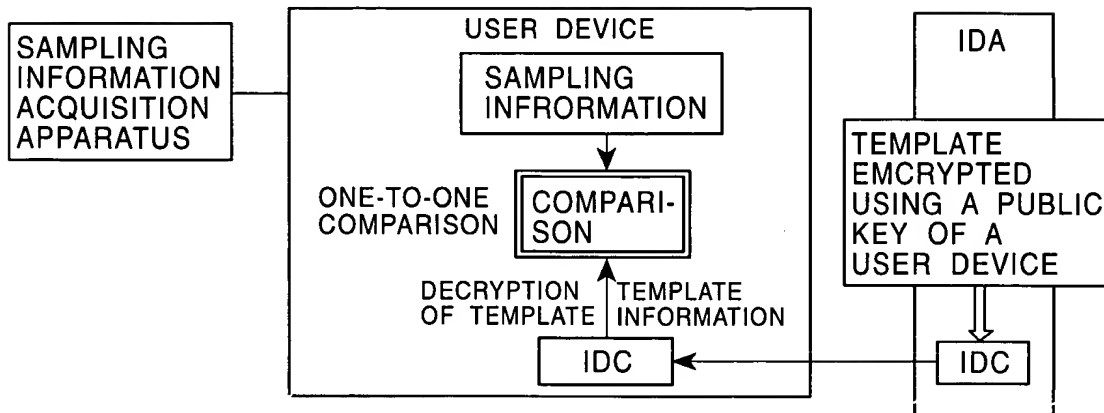 SAMPLING
INFORMATION
ACQUISITION
APPARATUS
USER DEVICE
SAMPLING
INFRORMATION
ONE-TO-ONE
COMPARISON
COMPARI-
SON
DECRYPTION
OF TEMPLATE
TEMPLATE
INFORMATION
IDC
IDA
TEMPLATE
EMCRYPTED
USING A PUBLIC
KEY OF A
USER DEVICE
IDC